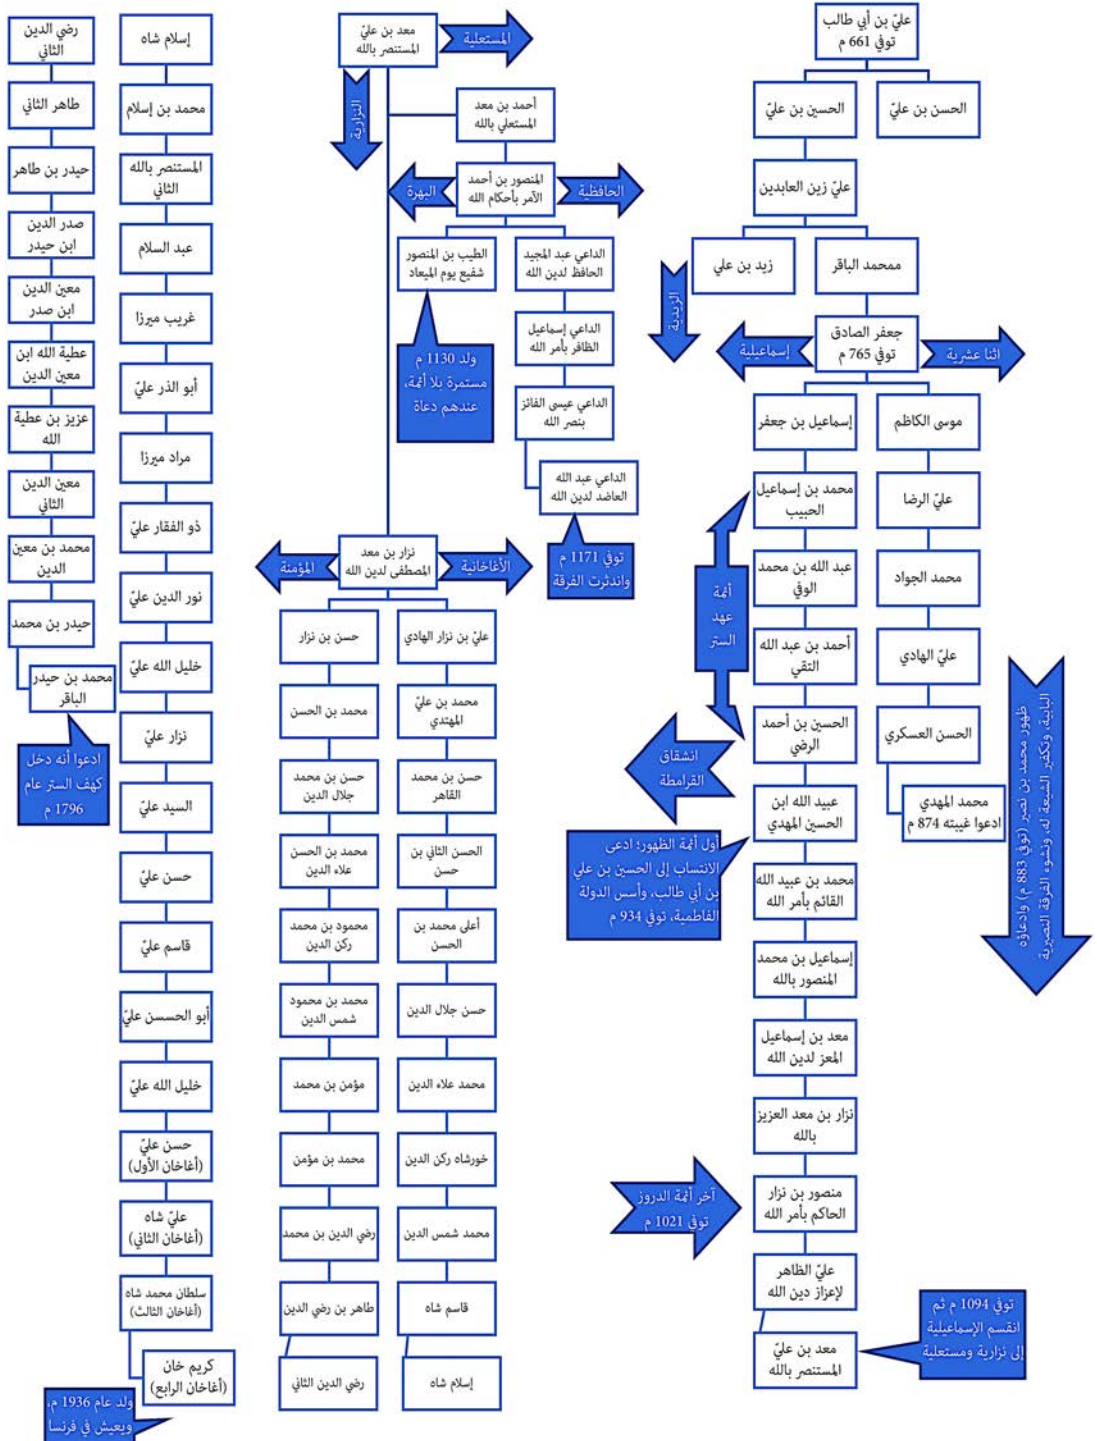 عليّ بن أبي طالب
توفي 661 م
الحسن بن عليّ
الحسين بن عليّ
عليّ زين العابدين
ممحمد الباقر
زيد بن علي
الزيدية
جعفر الصادق
توفي 765 م
اثنا عشرية
إسماعيلية
موسى الكاظم
عليّ الرضا
محمد الجواد
عليّ الهادي
الحسن العسكري
محمد المهدي
ادعوا غيبته 874 م
ظهور محمد بن نصير (توفي 883 م) وادعاؤه
البابية، وتكفير الشيعة له، ونشوء الفرقة النصيرية
إسماعيل بن جعفر
محمد بن إسماعيل
الحبيب
عبد الله بن محمد
الوفي
أحمد بن عبد الله
التقي
الحسين بن أحمد
الرضي
أئمة
عهد
الستر
انشقاق
القرامطة
عبيد الله ابن
الحسين المهدي
أول أئمة الظهور؛ ادعى
الانتساب إلى الحسين بن علي
بن أبي طالب، وأسس الدولة
الفاطمية، توفي 934 م
محمد بن عبيد الله
القائم بأمر الله
إسماعيل بن محمد
المنصور بالله
معد بن إسماعيل
المعز لدين الله
نزار بن معد العزيز
بالله
منصور بن نزار
الحاكم بأمر الله
آخر أئمة الدروز
توفي 1021 م
عليّ الظاهر
لإعزاز دين الله
معد بن عليّ
المستنصر بالله
توفي 1094 م ثم
انقسم الإسماعيلية
إلى نزارية ومستعلية
معد بن عليّ
المستنصر بالله
المستعلية
النزارية
أحمد بن معد
المستعلي بالله
المنصور بن أحمد
الآمر بأحكام الله
الحافظية
البهرة
الداعي عبد المجيد
الحافظ لدين الله
الطيب بن المنصور
شفيع يوم الميعاد
ولد 1130 م
مستمرة بلا أئمة،
عندهم دعاة
الداعي إسماعيل
الظافر بأمر الله
الداعي عيسى الفائز
بنصر الله
الداعي عبد الله
العاضد لدين الله
توفي 1171 م
واندثرت الفرقة
نزار بن معد
المصطفى لدين الله
الأغاخانية
المؤمنة
عليّ بن نزار الهادي
محمد بن عليّ
المهتدي
حسن بن محمد
القاهر
الحسن الثاني بن
حسن
أعلى محمد بن
الحسن
حسن جلال الدين
محمد علاء الدين
خورشاه ركن الدين
محمد شمس الدين
قاسم شاه
إسلام شاه
حسن بن نزار
محمد بن الحسن
حسن بن محمد
جلال الدين
محمد بن الحسن
علاء الدين
محمود بن محمد
ركن الدين
محمد بن محمود
شمس الدين
مؤمن بن محمد
محمد بن مؤمن
رضي الدين بن محمد
طاهر بن رضي الدين
رضي الدين الثاني
إسلام شاه
محمد بن إسلام
المستنصر بالله
الثاني
عبد السلام
غريب ميرزا
أبو الذر عليّ
مراد ميرزا
ذو الفقار عليّ
نور الدين عليّ
خليل الله عليّ
نزار عليّ
السيد عليّ
حسن عليّ
قاسم عليّ
أبو الحسسن عليّ
خليل الله عليّ
حسن عليّ
(أغاخان الأول)
عليّ شاه
(أغاخان الثاني)
سلطان محمد شاه
(أغاخان الثالث)
كريم خان
(أغاخان الرابع)
ولد عام 1936 م،
ويعيش في فرنسا
رضي الدين
الثاني
طاهر الثاني
حيدر بن طاهر
صدر الدين
ابن حيدر
معين الدين
ابن صدر
عطية الله ابن
معين الدين
عزيز بن عطية
الله
معين الدين
الثاني
محمد بن معين
الدين
حيدر بن محمد
محمد بن حيدر
الباقر
ادعوا أنه دخل
كهف الستر عام
1796 م